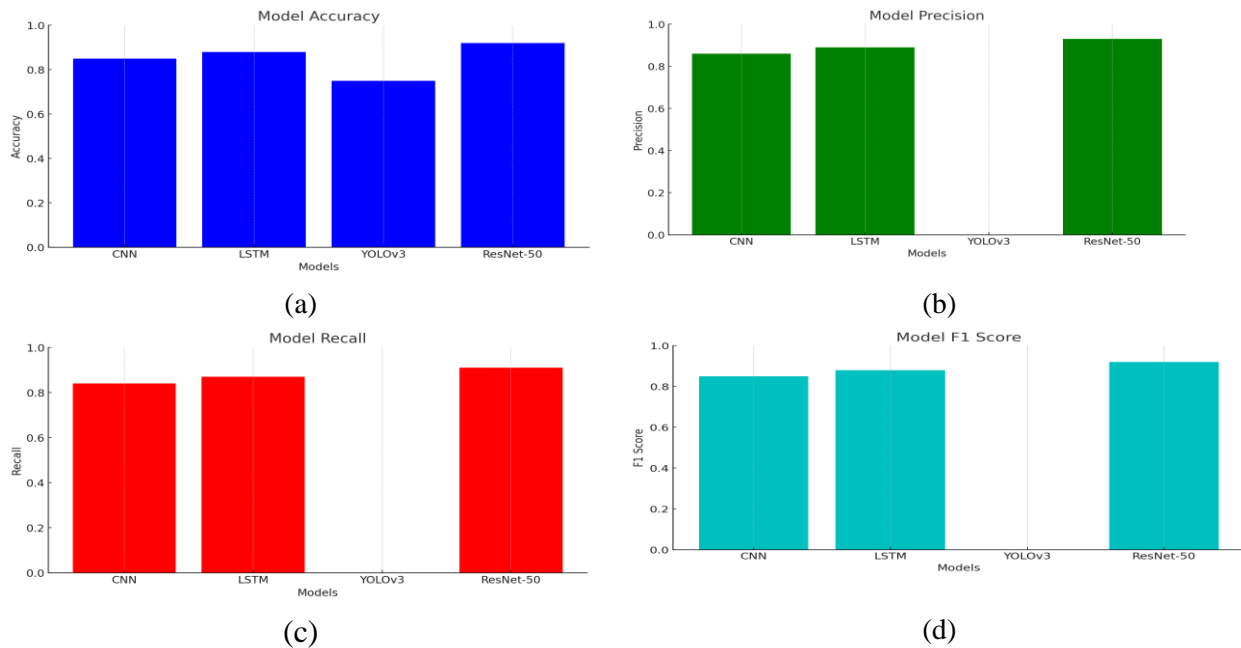 Model Accuracy
1.0
0.8
0.6
0.4
0.2
0.0
Accuracy
CNN LSTM YOLOv3 ResNet-50
Models
(a)
Model Precision
1.0
0.8
0.6
0.4
0.2
0.0
Precision
CNN LSTM YOLOv3 ResNet-50
Models
(b)
Model Recall
1.0
0.8
0.6
0.4
0.2
0.0
Recall
CNN LSTM YOLOv3 ResNet-50
Models
(c)
Model F1 Score
1.0
0.8
0.6
0.4
0.2
0.0
F1 Score
CNN LSTM YOLOv3 ResNet-50
Models
(d)